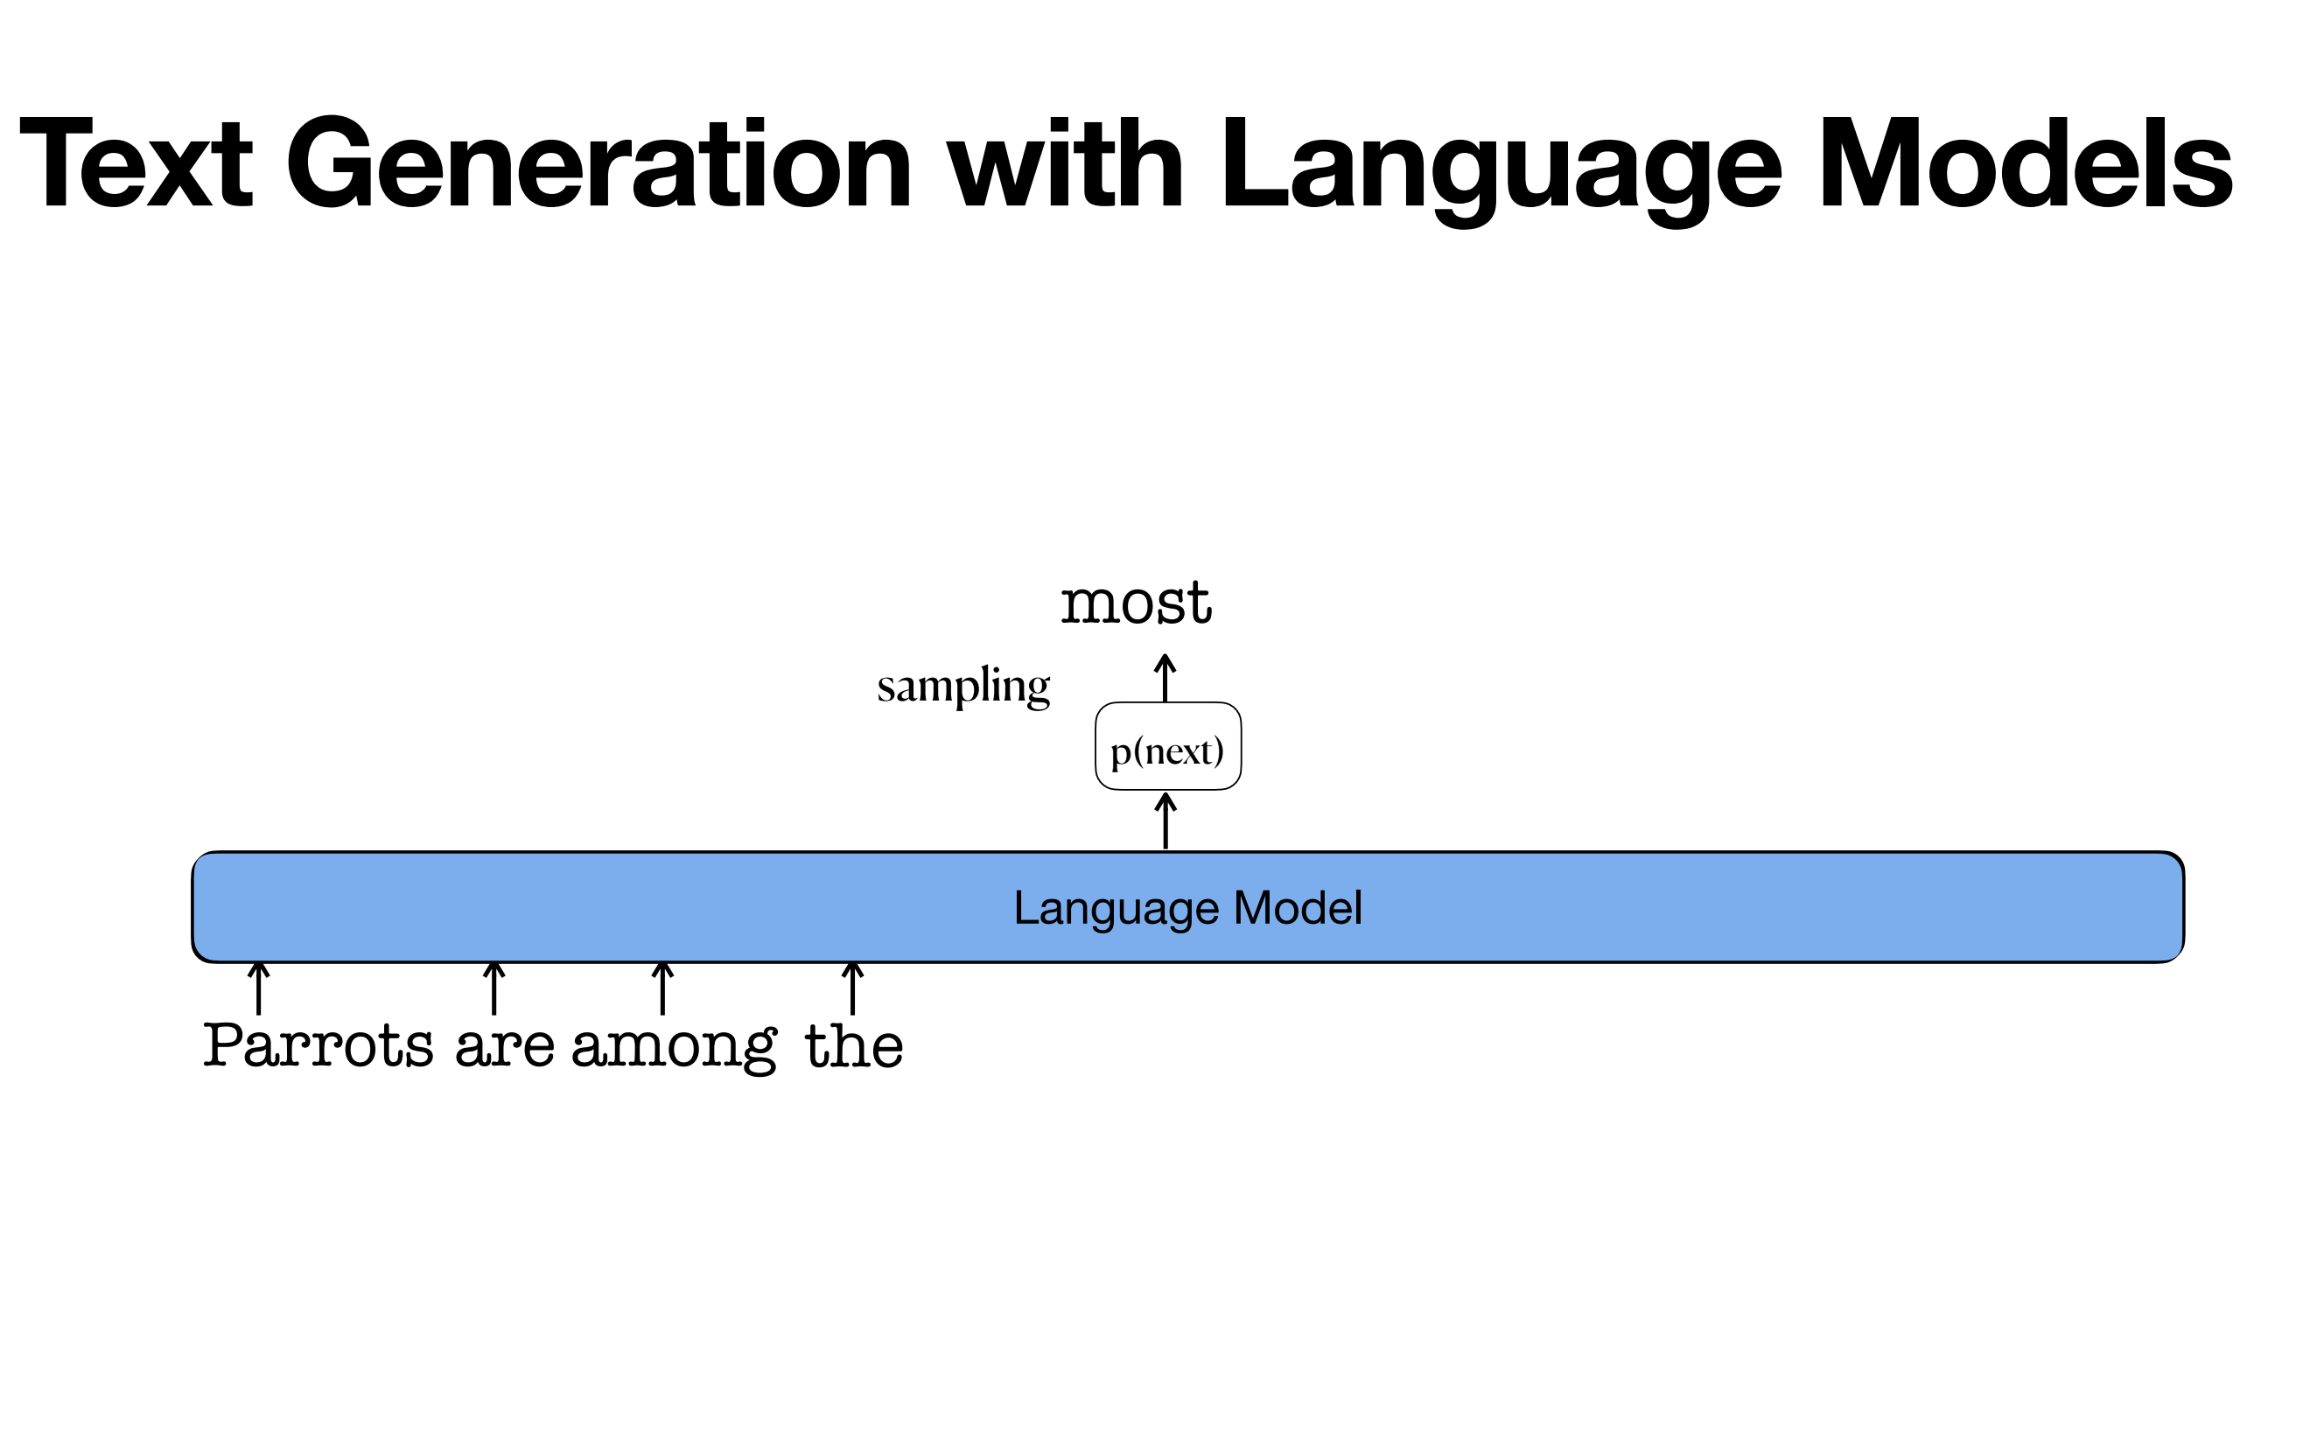 Text Generation with Language Models
most
sampling
p(next)
Language Model
Parrots are among the